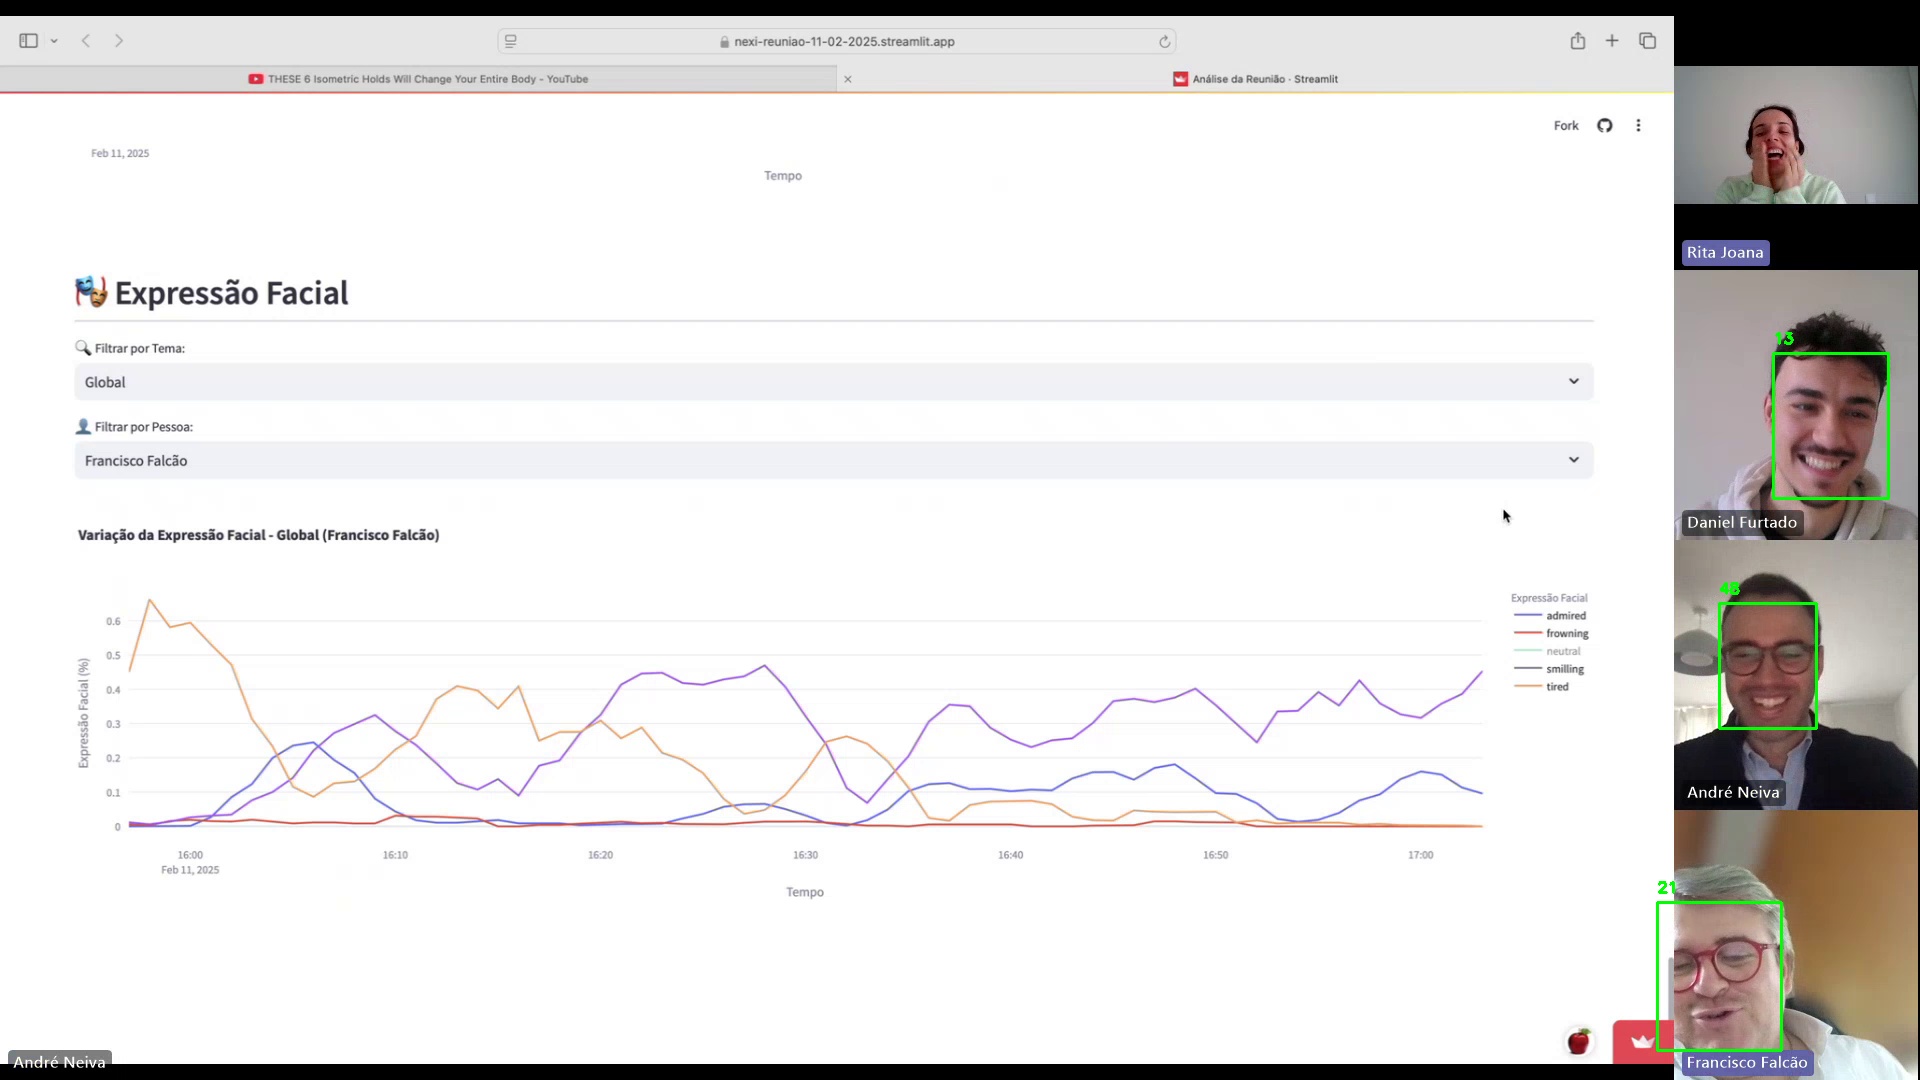 nexi-reuniao-11-02-2025.streamlit.app
THESE 6 Isometric Holds Will Change Your Entire Body - YouTube
Análise da Reunião · Streamlit
Fork
Feb 11, 2025
Tempo
Expressão Facial
Filtrar por Tema:
Global
Filtrar por Pessoa:
Francisco Falcão
Variação da Expressão Facial - Global (Francisco Falcão)
Expressão Facial (%)
0.6
0.5
0.4
0.3
0.2
0.1
0
16:00
16:10
16:20
16:30
16:40
16:50
17:00
Feb 11, 2025
Tempo
Expressão Facial
admired
frowning
neutral
smilling
tired
André Neiva
Rita Joana
13
Daniel Furtado
André Neiva
21
Francisco Falcão